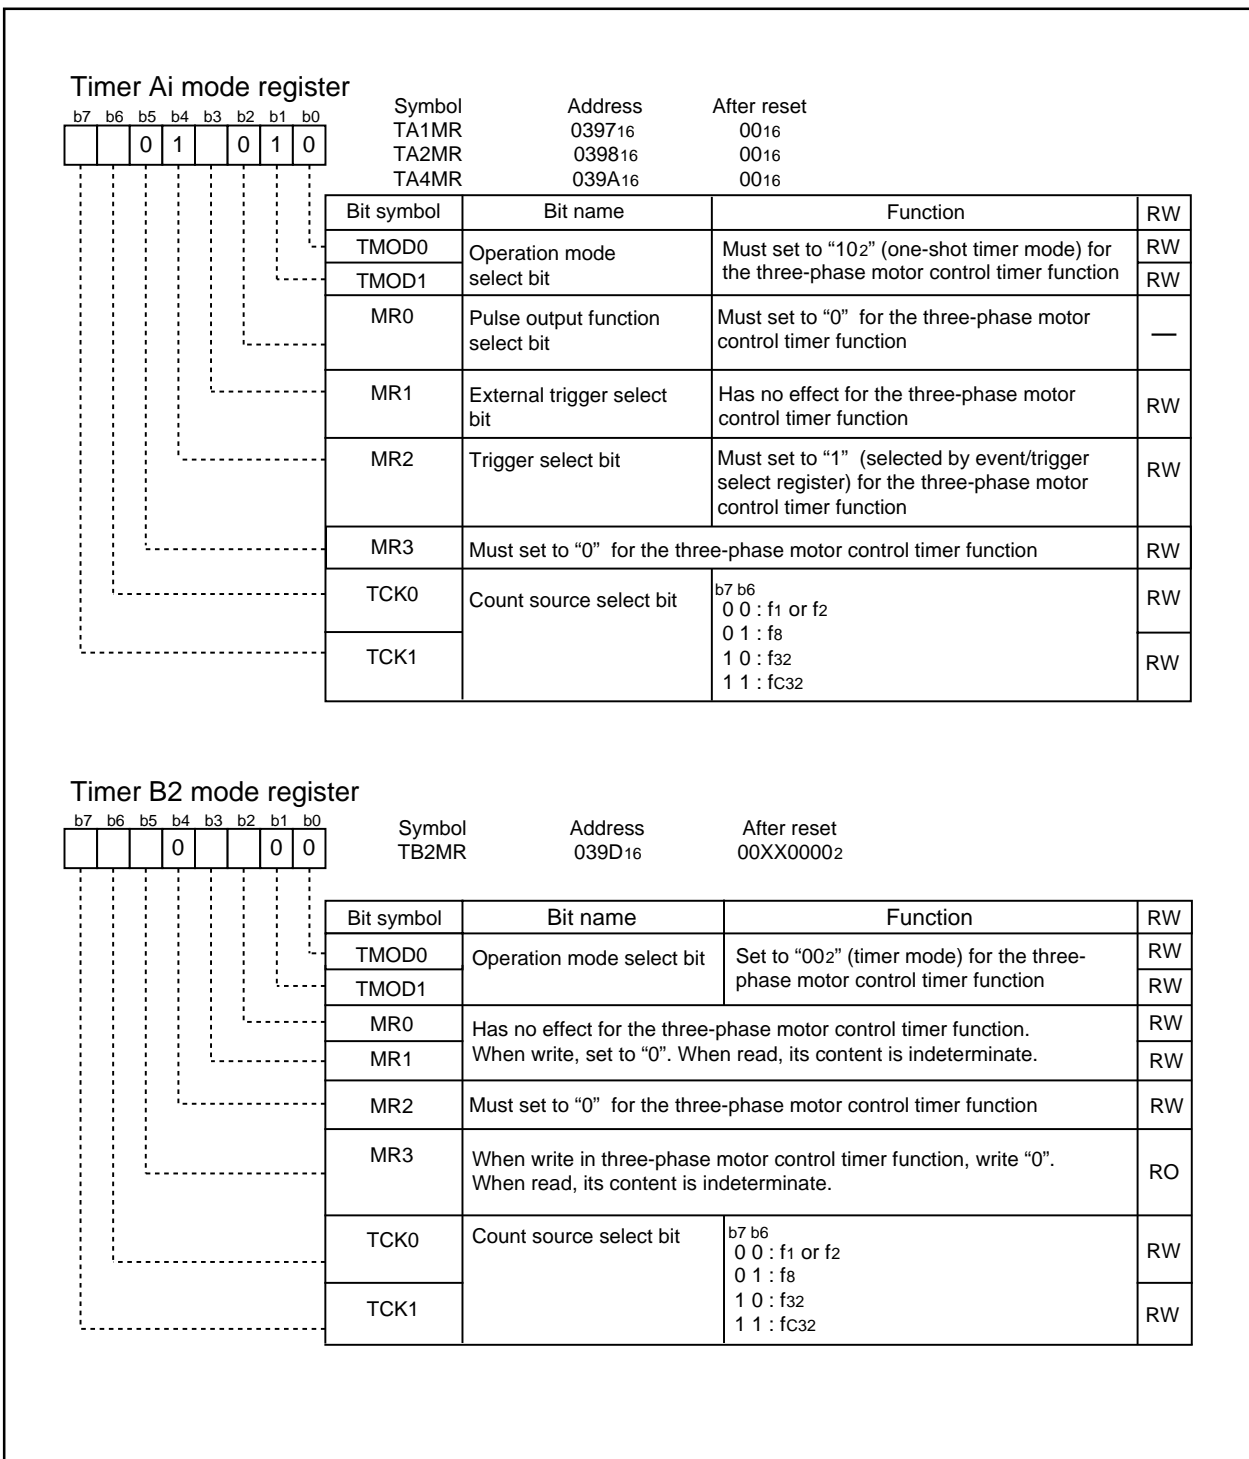 Timer Ai mode register
b7 b6 b5 b4 b3 b2 b1 b0
0 1 0 1 0
Symbol Address After reset
TA1MR 039716 0016
TA2MR 039816 0016
TA4MR 039A16 0016
Bit symbol Bit name Function RW
TMOD0 Operation mode select bit Must set to “102” (one-shot timer mode) for the three-phase motor control timer function RW
TMOD1 RW
MR0 Pulse output function select bit Must set to “0” for the three-phase motor control timer function —
MR1 External trigger select bit Has no effect for the three-phase motor control timer function RW
MR2 Trigger select bit Must set to “1” (selected by event/trigger select register) for the three-phase motor control timer function RW
MR3 Must set to “0” for the three-phase motor control timer function RW
TCK0 Count source select bit b7 b6 RW
0 0 : f1 or f2
0 1 : f8
TCK1 1 0 : f32 RW
1 1 : fC32
Timer B2 mode register
b7 b6 b5 b4 b3 b2 b1 b0
0 0 0
Symbol Address After reset
TB2MR 039D16 00XX00002
Bit symbol Bit name Function RW
TMOD0 Operation mode select bit Set to “002” (timer mode) for the three-phase motor control timer function RW
TMOD1 RW
MR0 Has no effect for the three-phase motor control timer function. RW
MR1 When write, set to “0”. When read, its content is indeterminate. RW
MR2 Must set to “0” for the three-phase motor control timer function RW
MR3 When write in three-phase motor control timer function, write “0”. When read, its content is indeterminate. RO
TCK0 Count source select bit b7 b6 RW
0 0 : f1 or f2
0 1 : f8
TCK1 1 0 : f32 RW
1 1 : fC32